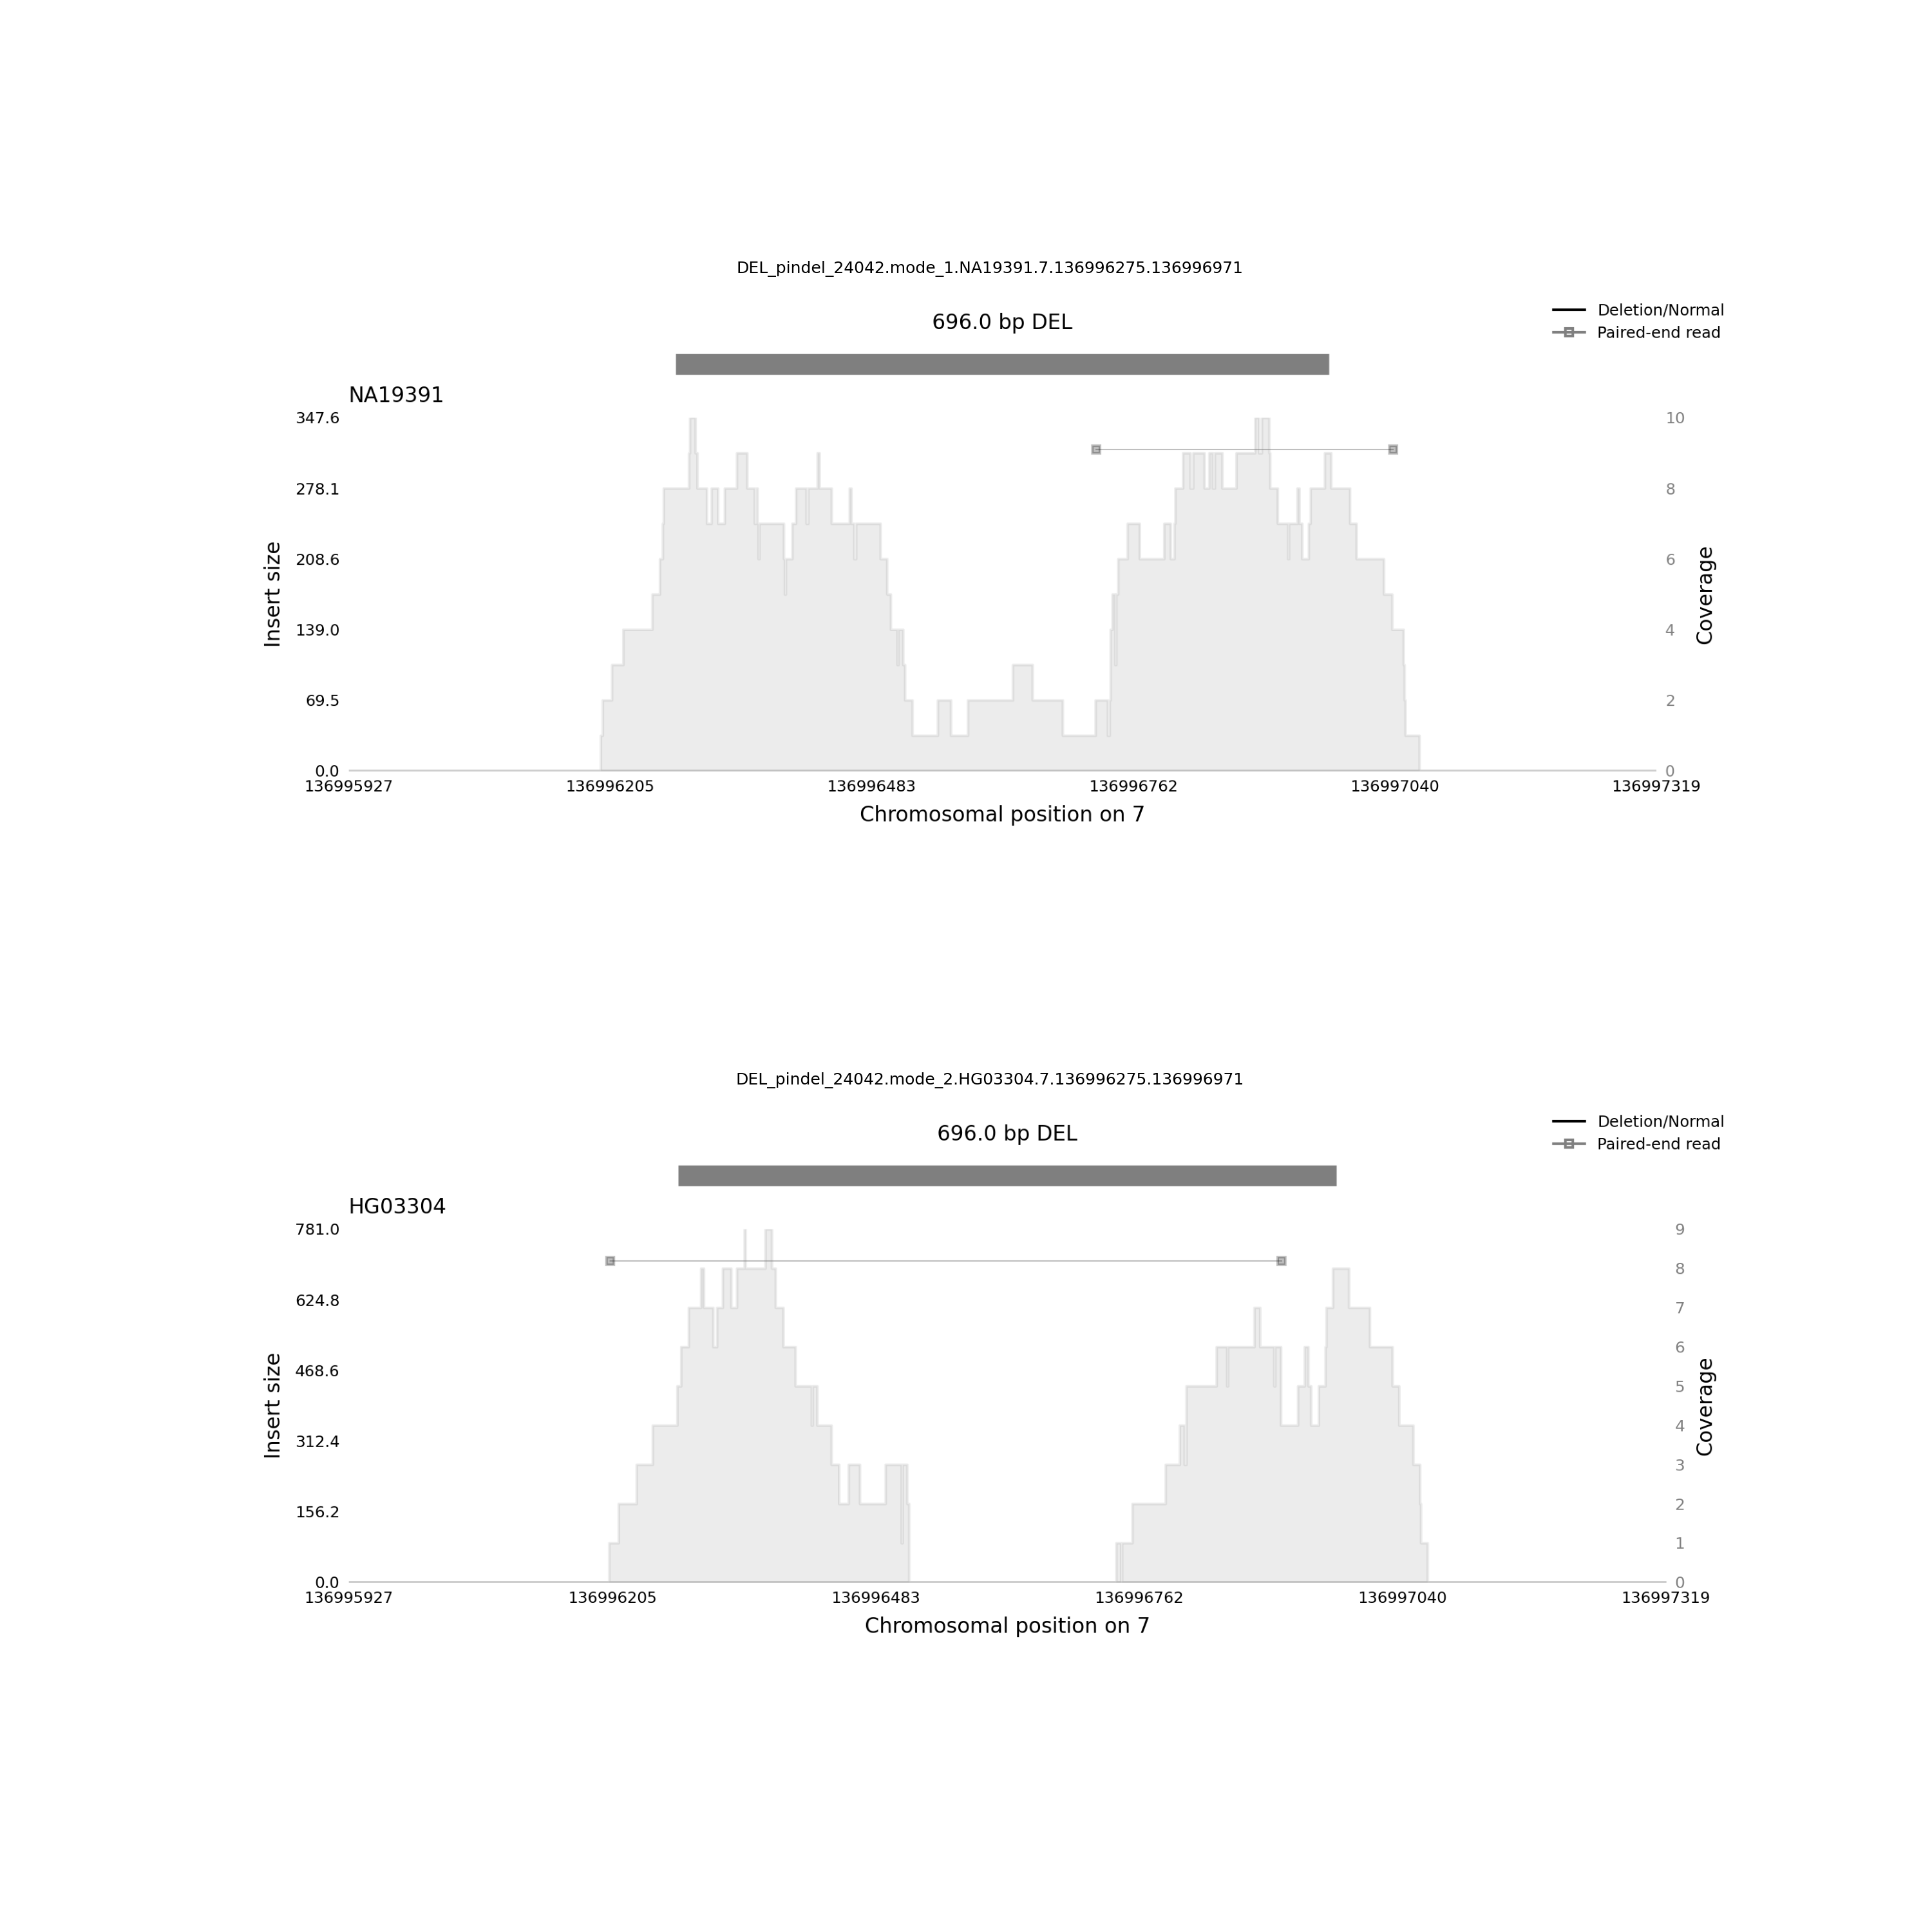 DEL_pindel_24042.mode_1.NA19391.7.136996275.136996971
696.0 bp DEL
Deletion/Normal
Paired-end read
NA19391
347.6
278.1
208.6
139.0
69.5
0.0
Insert size
10
8
6
4
2
0
Coverage
136995927 136996205 136996483 136996762 136997040 136997319
Chromosomal position on 7
DEL_pindel_24042.mode_2.HG03304.7.136996275.136996971
696.0 bp DEL
Deletion/Normal
Paired-end read
HG03304
781.0
624.8
468.6
312.4
156.2
0.0
Insert size
9
8
7
6
5
4
3
2
1
0
Coverage
136995927 136996205 136996483 136996762 136997040 136997319
Chromosomal position on 7